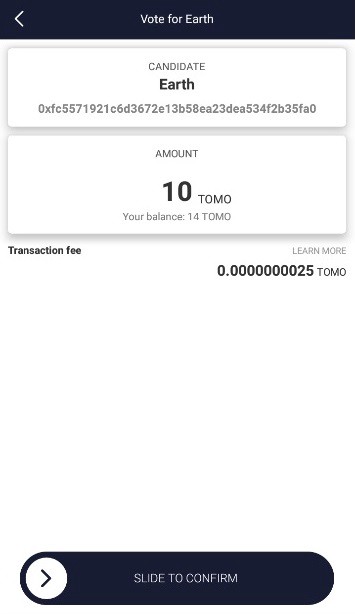 Vote for Earth
CANDIDATE
Earth
0xfc5571921c6d3672e13b58ea23dea534f2b35fa0
AMOUNT
10 TOMO
Your balance: 14 TOMO
Transaction fee LEARN MORE
0.0000000025 TOMO
SLIDE TO CONFIRM